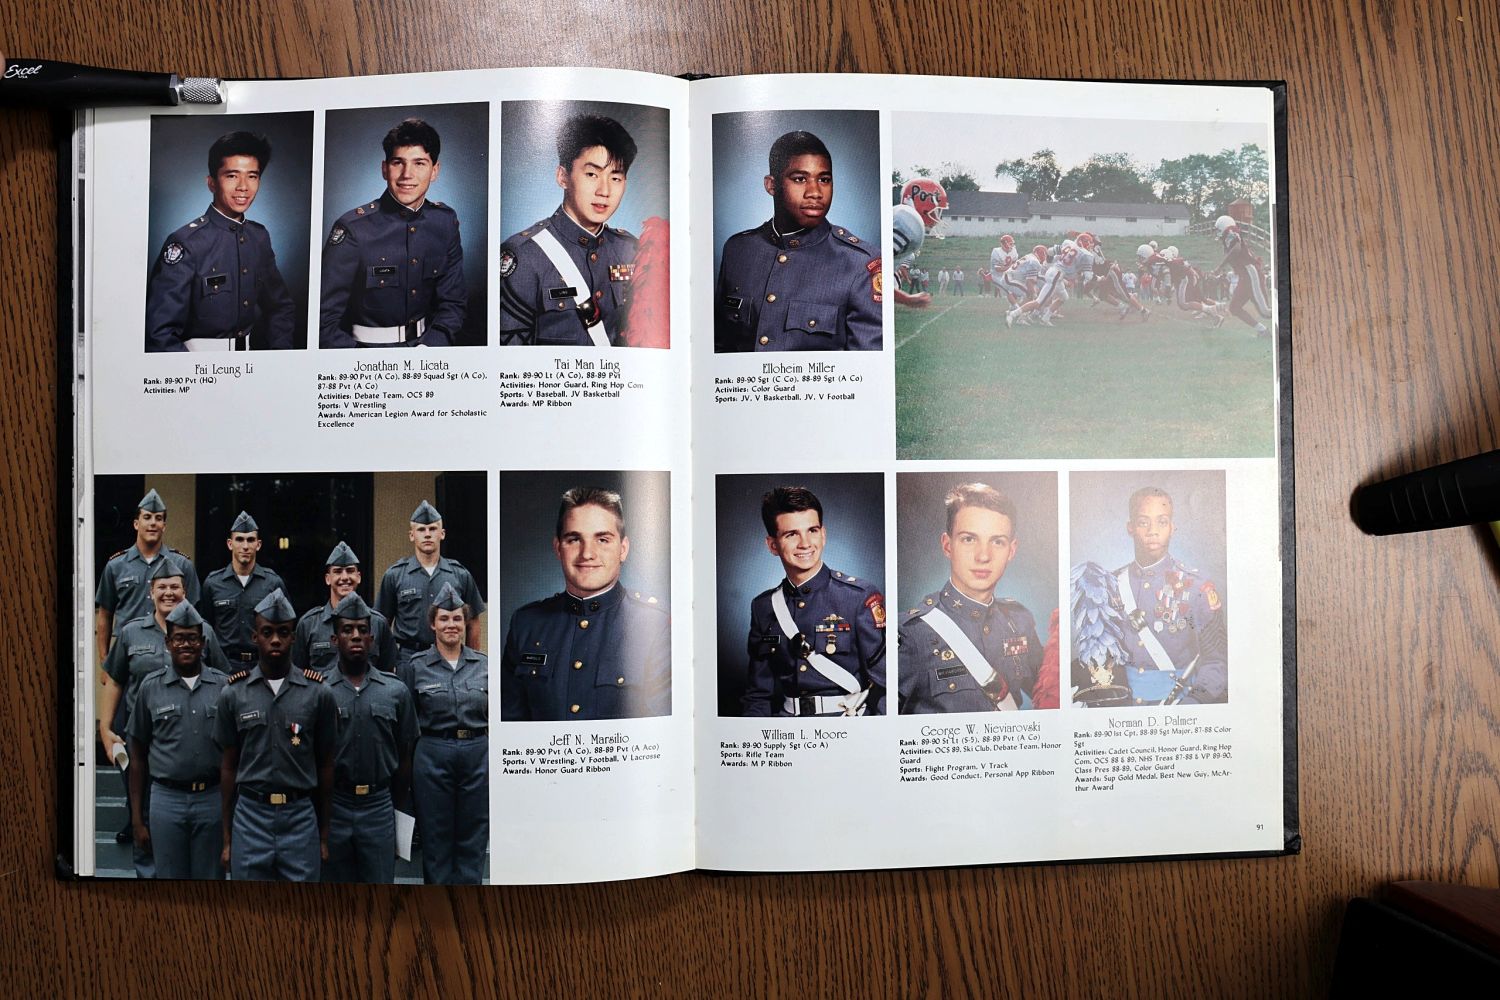 Excel
USA
Fai Leung Li
Rank: 89-90 Pvt (HQ)
Activities: MP
Jonathan M. Licata
Rank: 89-90 Pvt (A Co), 88-89 Squad Sgt (A Co),
87-88 Pvt (A Co)
Activities: Debate Team, OCS 89
Sports: V Wrestling
Awards: American Legion Award for Scholastic
Excellence
Tai Man Ling
Rank: 89-90 Lt (A Co), 88-89 Pvt
Activities: Honor Guard, Ring Hop Com
Sports: V Baseball, JV Basketball
Awards: MP Ribbon
Jeff N. Marsilio
Rank: 89-90 Pvt (A Co), 88-89 Pvt (A Aco)
Sports: V Wrestling, V Football, V Lacrosse
Awards: Honor Guard Ribbon
Elloheim Miller
Rank: 89-90 Sgt (C Co), 88-89 Sgt (A Co)
Activities: Color Guard
Sports: JV, V Basketball, JV, V Football
Port
William L. Moore
Rank: 89-90 Supply Sgt (Co A)
Sports: Rifle Team
Awards: M P Ribbon
George W. Nieviarovski
Rank: 89-90 St Lt (S-5), 88-89 Pvt (A Co)
Activities: OCS 89, Ski Club, Debate Team, Honor
Guard
Sports: Flight Program, V Track
Awards: Good Conduct, Personal App Ribbon
Norman D. Palmer
Rank: 89-90 1st Cpt, 88-89 Sgt Major, 87-88 Color
Sgt
Activities: Cadet Council, Honor Guard, Ring Hop
Com, OCS 88 & 89, NHS Treas 87-88 & VP 89-90,
Class Pres 88-89, Color Guard
Awards: Sup Gold Medal, Best New Guy, McAr-
thur Award
91